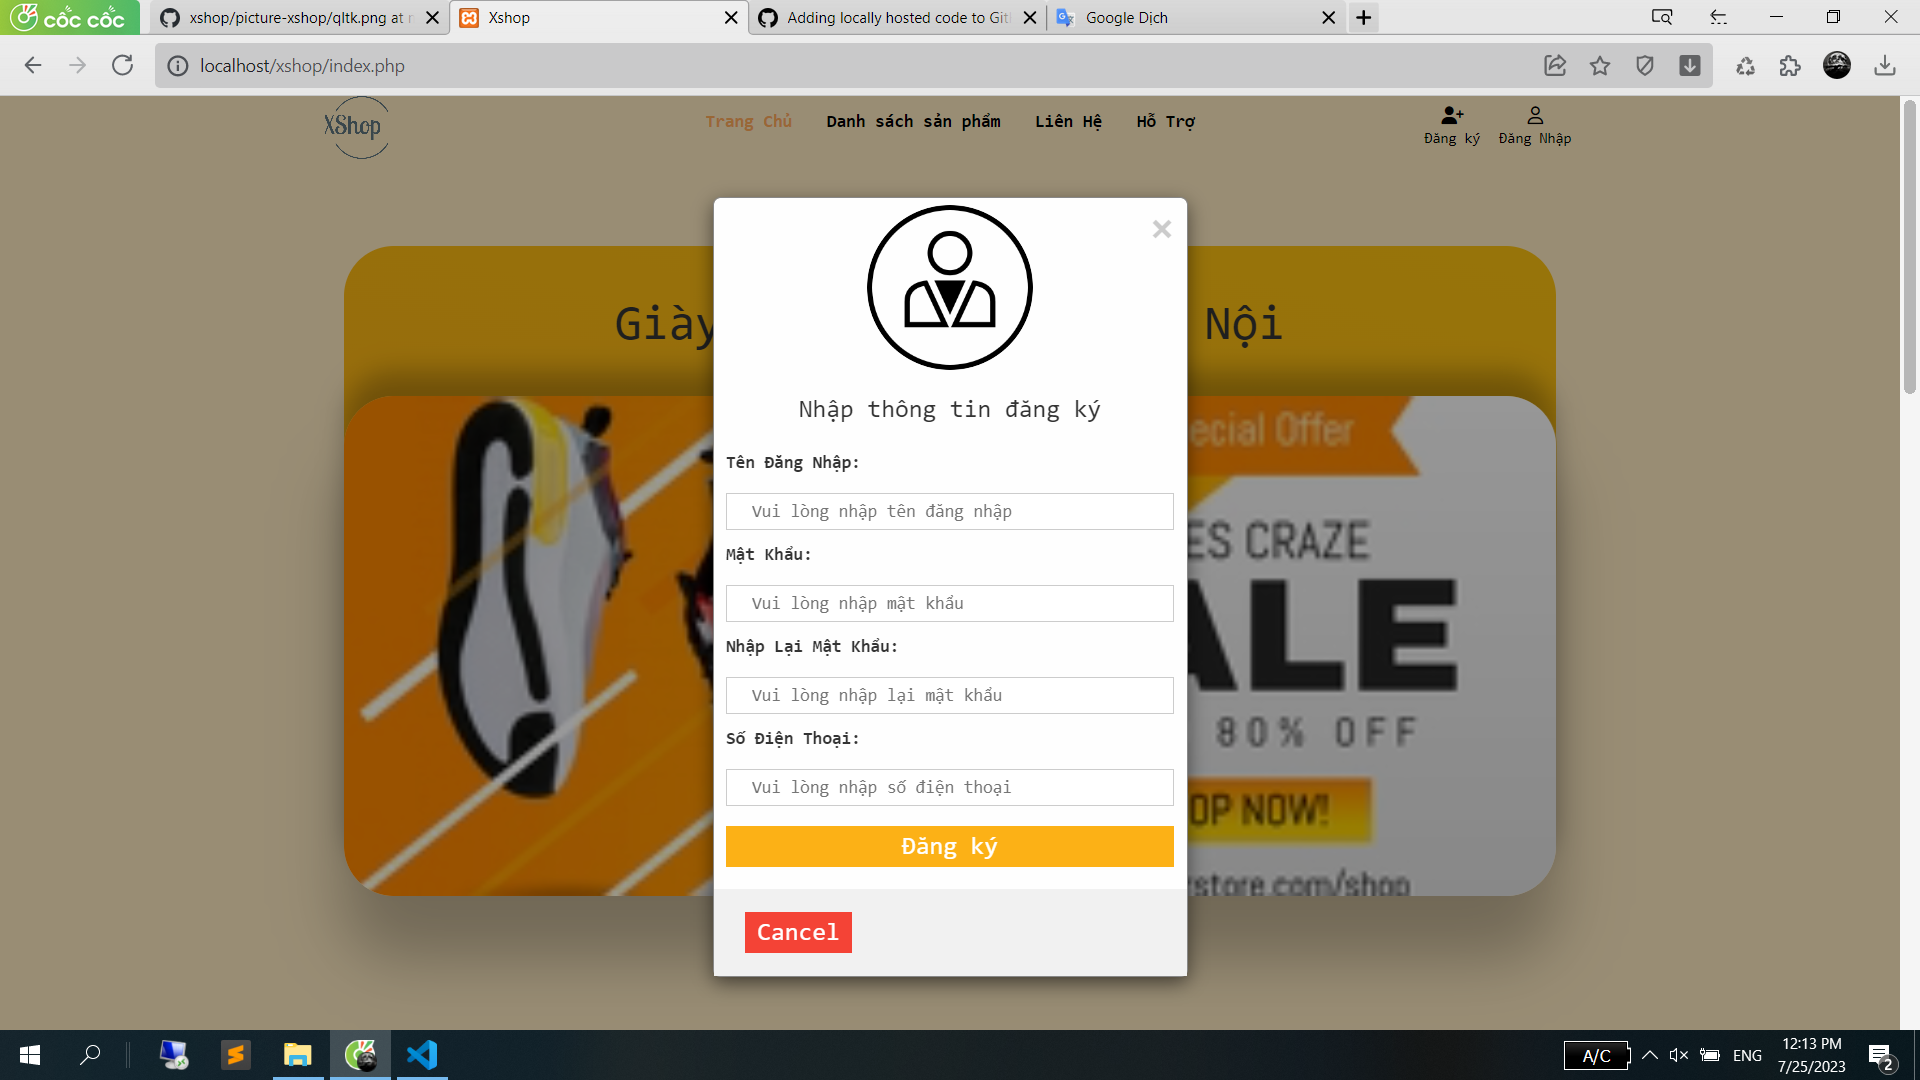 cốc cốc
xshop/picture-xshop/qltk.png at
Xshop
Adding locally hosted code to Git
Google Dịch
localhost/xshop/index.php
XShop
Trang Chủ
Danh sách sản phẩm
Liên Hệ
Hỗ Trợ
Đăng ký
Đăng Nhập
Giày
Nội
ecial Offer
ES CRAZE
ALE
80% OFF
OP NOW!
rstore.com/shop
Nhập thông tin đăng ký
Tên Đăng Nhập:
Vui lòng nhập tên đăng nhập
Mật Khẩu:
Vui lòng nhập mật khẩu
Nhập Lại Mật Khẩu:
Vui lòng nhập lại mật khẩu
Số Điện Thoại:
Vui lòng nhập số điện thoại
Đăng ký
Cancel
A/C
ENG
12:13 PM
7/25/2023
2